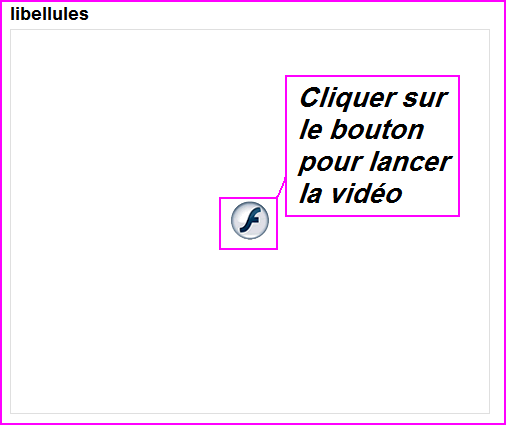 libellules
Cliquer sur
le bouton
pour lancer
la vidéo